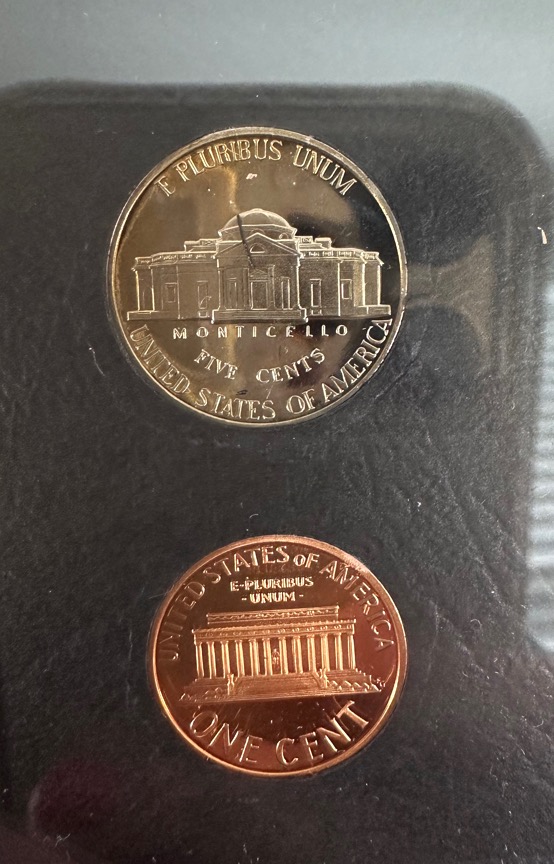 E PLURIBUS UNUM
MONTICELLO
FIVE CENTS
UNITED STATES OF AMERICA
UNITED STATES OF AMERICA
E·PLURIBUS
·UNUM·
ONE CENT